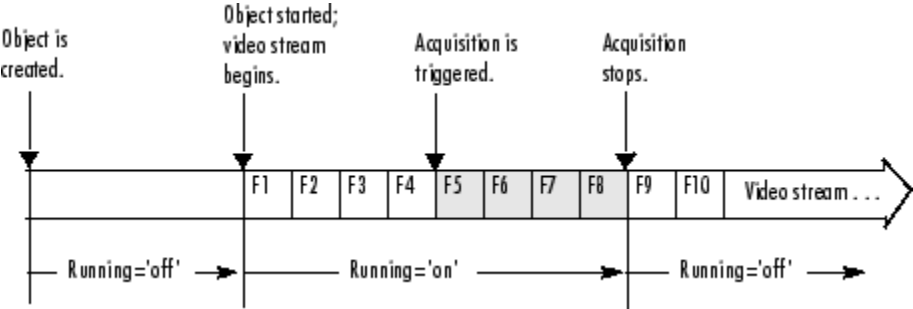 Object is
created.
Object started;
video stream
begins.
Acquisition is
triggered.
Acquisition
stops.
F1 F2 F3 F4 F5 F6 F7 F8 F9 F10 Video stream . . .
Running='off' Running='on' Running='off'